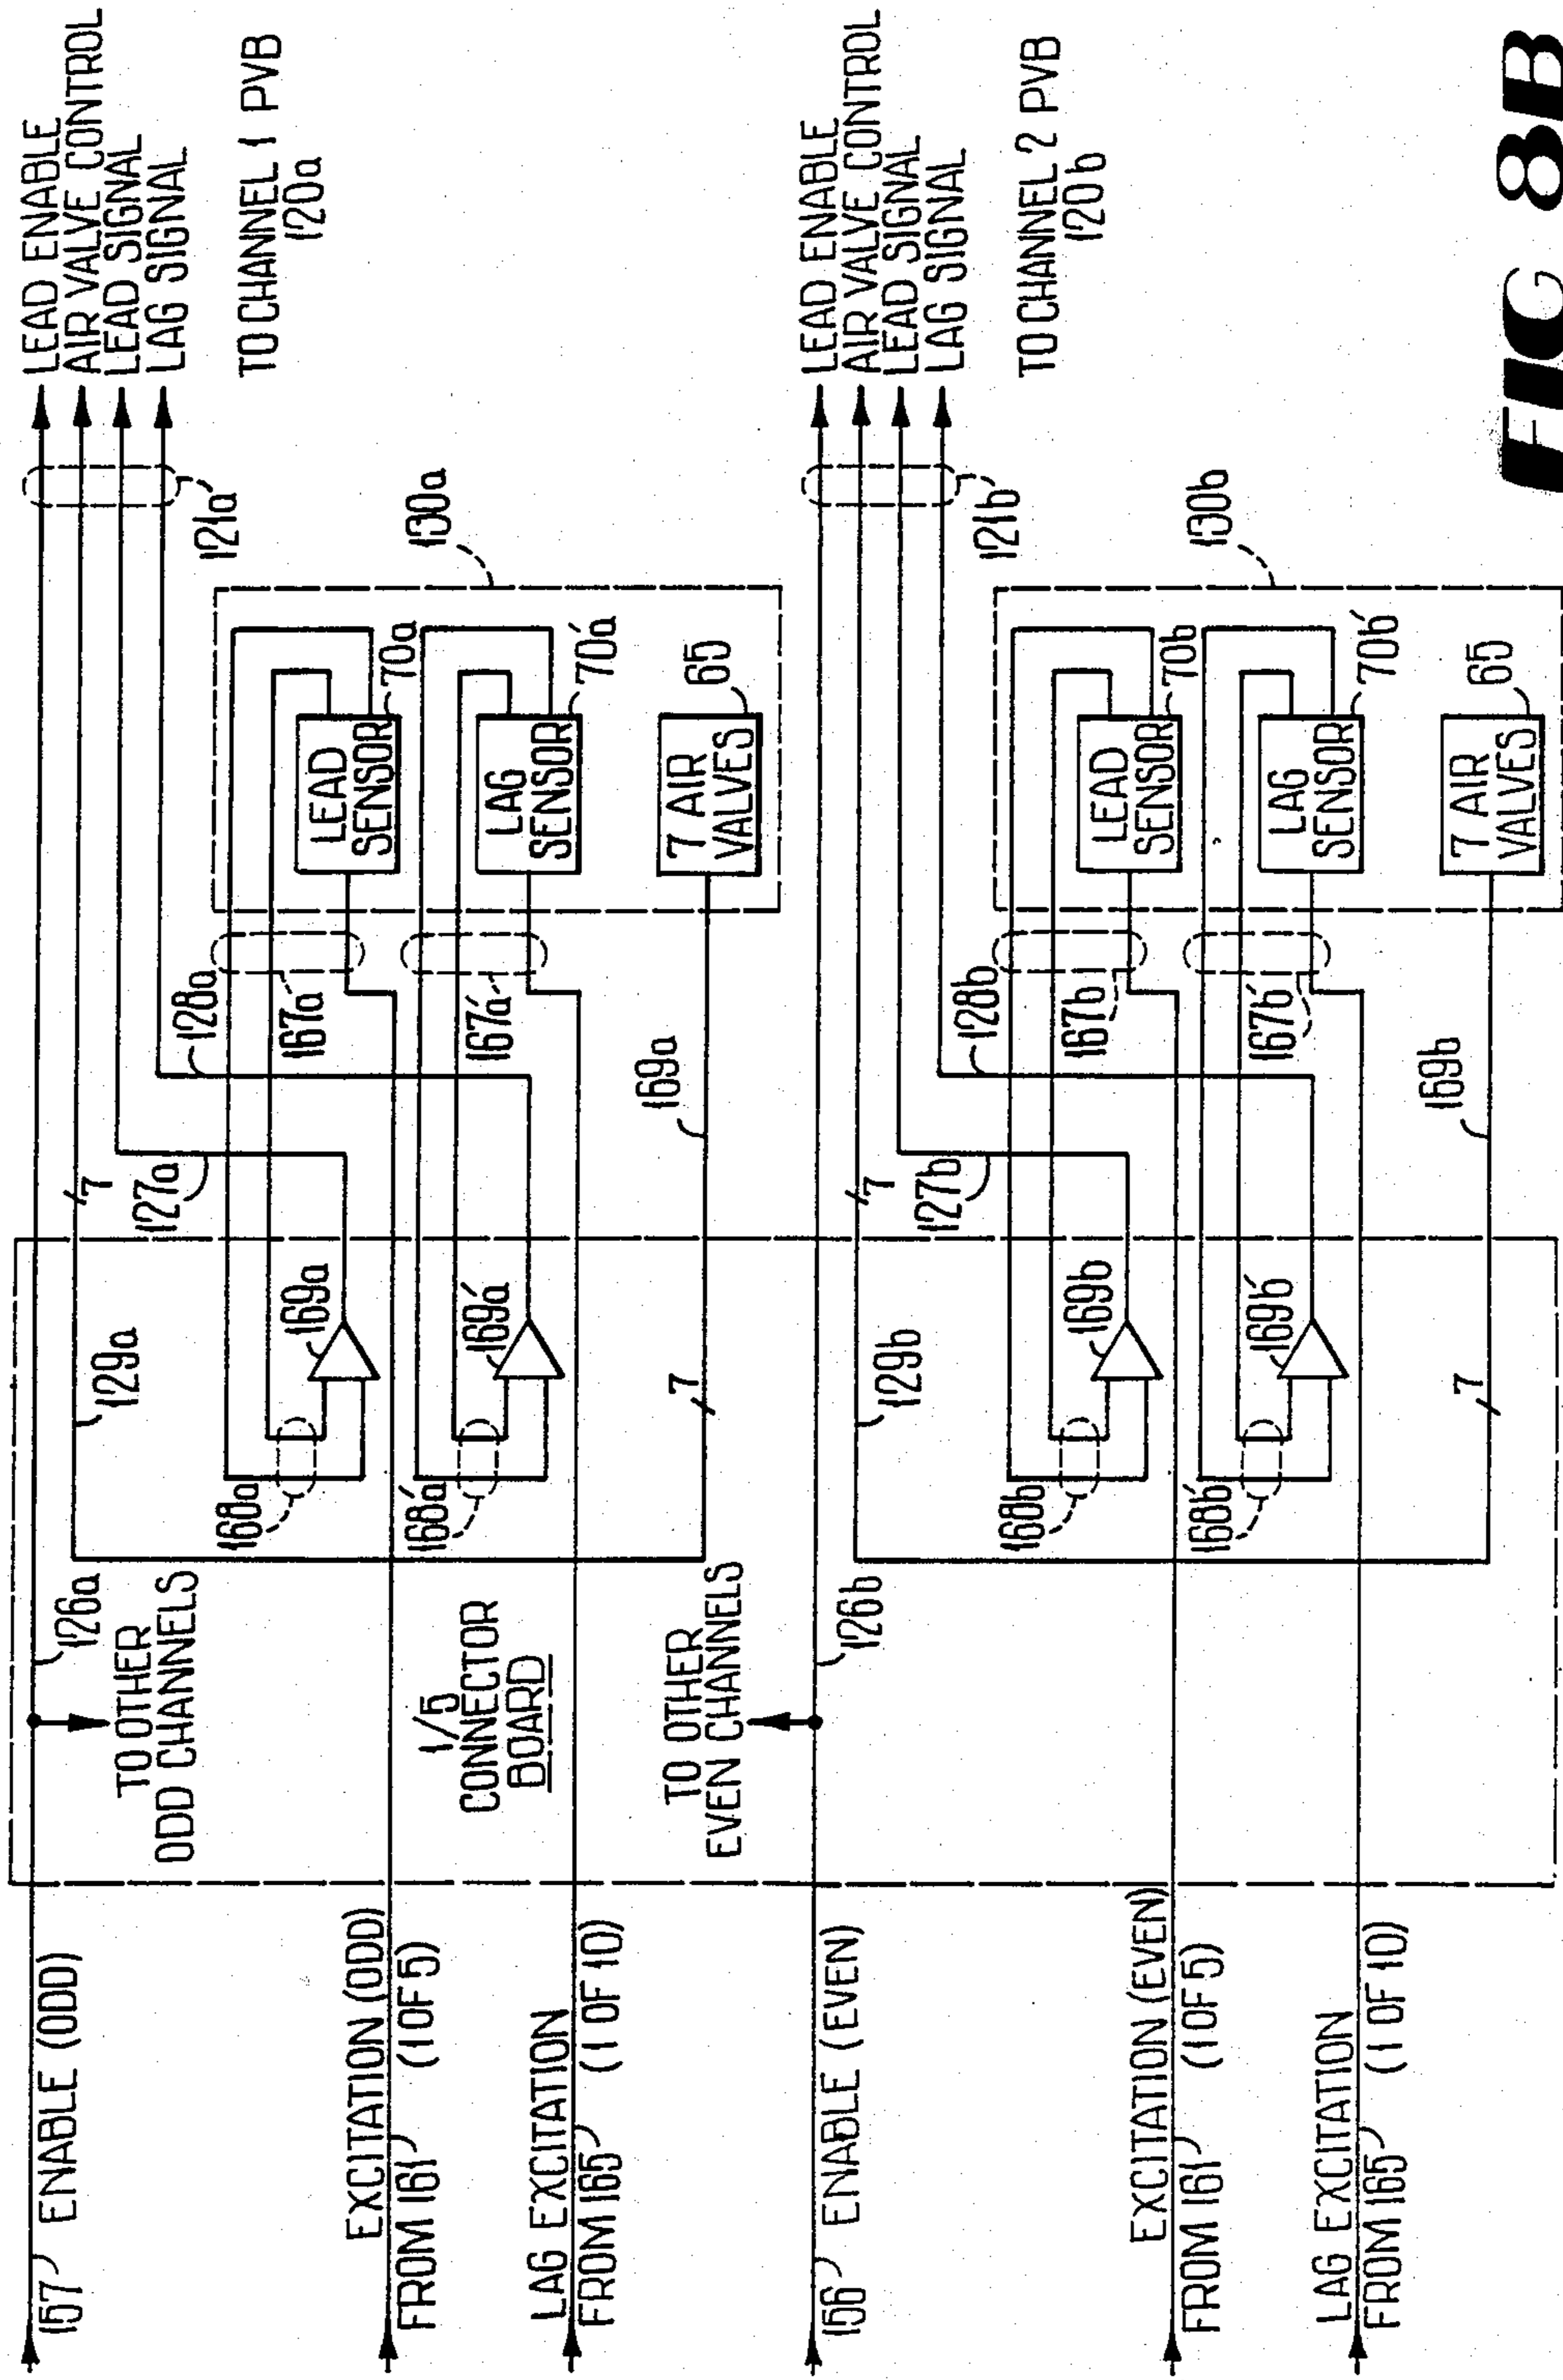 LEAD ENABLE
AIR VALVE CONTROL
LEAD SIGNAL
LAG SIGNAL
TO CHANNEL 1 PVB
120a
121a
130a
LEAD
SENSOR
70a
LAG
SENSOR
70á
7 AIR
VALVES
65
128a
167a
167á
169a
127a
7
129a
169a
169á
168a
168á
7
126a
TO OTHER
ODD CHANNELS
1/5
CONNECTOR
BOARD
TO OTHER
EVEN CHANNELS
157 ENABLE (ODD)
EXCITATION (ODD)
FROM 161 (1 OF 5)
LAG EXCITATION
FROM 165 (1 OF 10)
LEAD ENABLE
AIR VALVE CONTROL
LEAD SIGNAL
LAG SIGNAL
TO CHANNEL 2 PVB
120b
121b
130b
LEAD
SENSOR
70b
LAG
SENSOR
70b́
7 AIR
VALVES
65
128b
167b
167b́
169b
127b
7
129b
169b
169b́
168b
168b́
7
126b
156 ENABLE (EVEN)
EXCITATION (EVEN)
FROM 161 (1 OF 5)
LAG EXCITATION
FROM 165 (1 OF 10)
FIG 8B